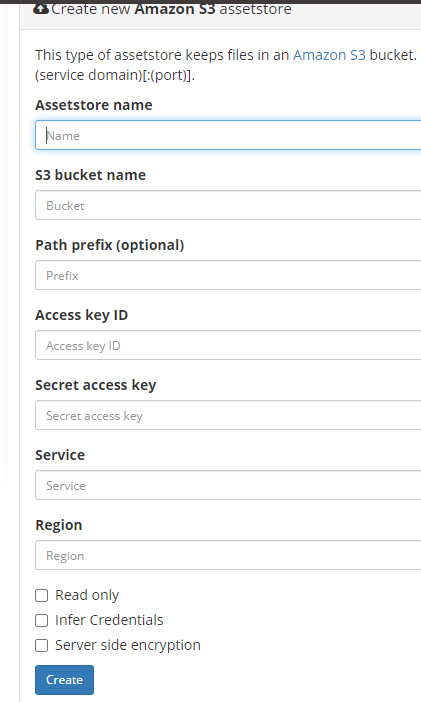 Create new Amazon S3 assetstore
This type of assetstore keeps files in an Amazon S3 bucket.
(service domain)[:(port)].
Assetstore name
Name
S3 bucket name
Bucket
Path prefix (optional)
Prefix
Access key ID
Access key ID
Secret access key
Secret access key
Service
Service
Region
Region
Read only
Infer Credentials
Server side encryption
Create